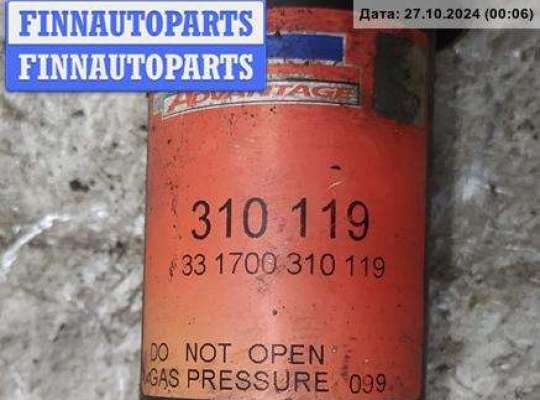 FINNAUTOPARTS
FINNAUTOPARTS
Дата: 27.10.2024 (00:06)
ADVANTAGE
310 119
33 1700 310 119
DO NOT OPEN
GAS PRESSURE 099